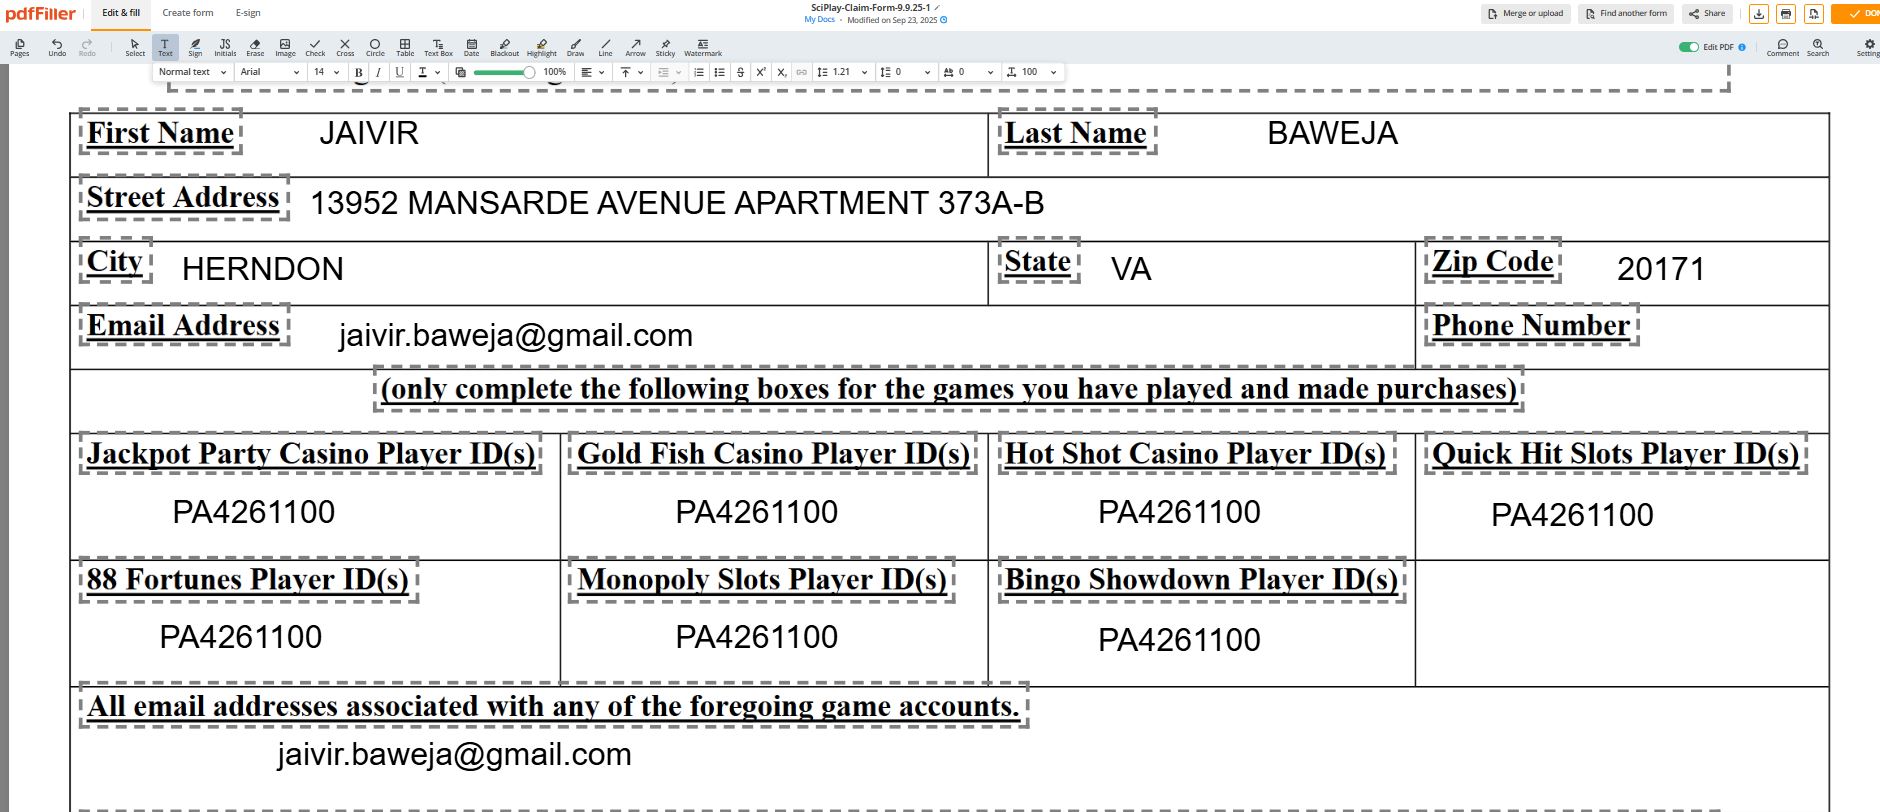 pdfFiller
Edit & fill
Create form
E-sign
SciPlay-Claim-Form-9.9.25-1
My Docs • Modified on Sep 23, 2025
Merge or upload
Find another form
Share
DON
Pages
Undo
Redo
Select
Text
Sign
Initials
Erase
Image
Check
Cross
Circle
Table
Text Box
Date
Blackout
Highlight
Draw
Line
Arrow
Sticky
Watermark
Edit PDF
Comment
Search
Setting
Normal text
Arial
14
B
I
U
T
100%
S
X²
X₂
1.21
0
0
100
First Name JAIVIR
Last Name BAWEJA
Street Address 13952 MANSARDE AVENUE APARTMENT 373A-B
City HERNDON
State VA
Zip Code 20171
Email Address jaivir.baweja@gmail.com
Phone Number
(only complete the following boxes for the games you have played and made purchases)
Jackpot Party Casino Player ID(s)
PA4261100
Gold Fish Casino Player ID(s)
PA4261100
Hot Shot Casino Player ID(s)
PA4261100
Quick Hit Slots Player ID(s)
PA4261100
88 Fortunes Player ID(s)
PA4261100
Monopoly Slots Player ID(s)
PA4261100
Bingo Showdown Player ID(s)
PA4261100
All email addresses associated with any of the foregoing game accounts.
jaivir.baweja@gmail.com